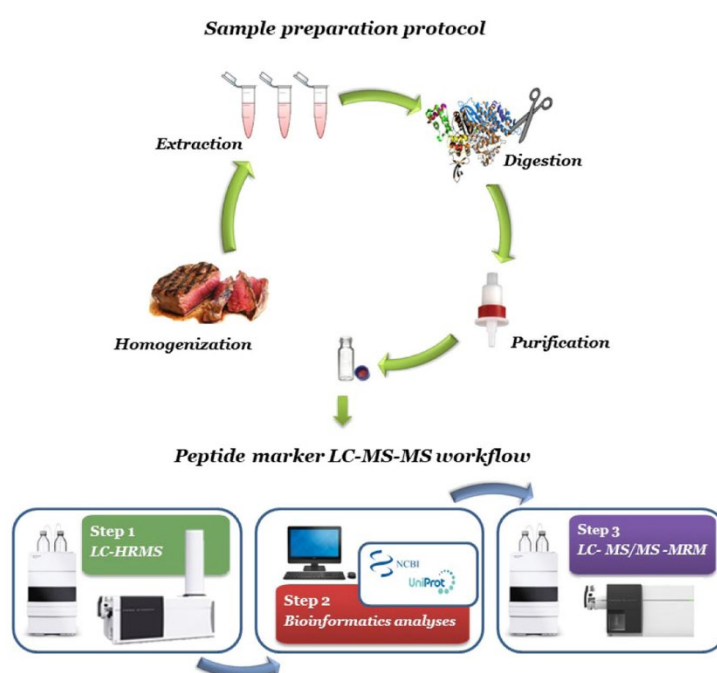 Sample preparation protocol
Extraction
Digestion
Homogenization
Purification
Peptide marker LC-MS-MS workflow
Step 1
LC-HRMS
NCBI
UniProt
Step 2
Bioinformatics analyses
Step 3
LC- MS/MS -MRM